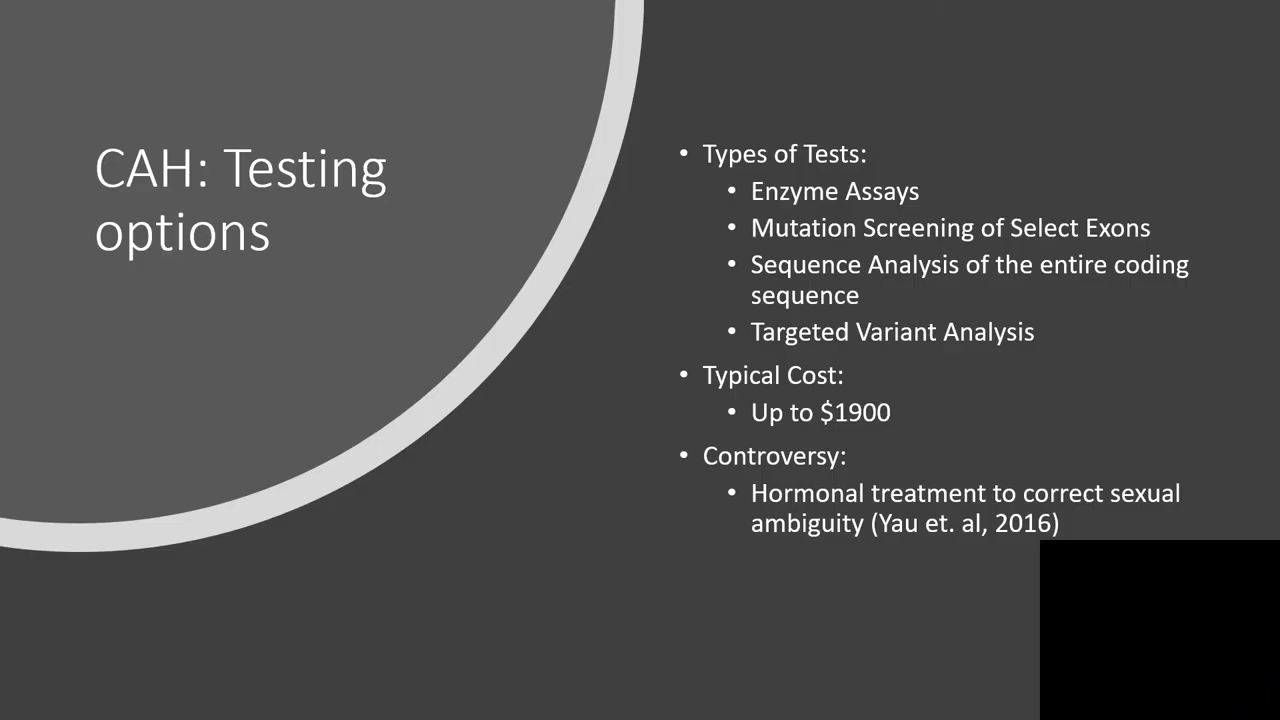 CAH: Testing
options
• Types of Tests:
• Enzyme Assays
• Mutation Screening of Select Exons
• Sequence Analysis of the entire coding
sequence
• Targeted Variant Analysis
• Typical Cost:
• Up to $1900
• Controversy:
• Hormonal treatment to correct sexual
ambiguity (Yau et. al, 2016)